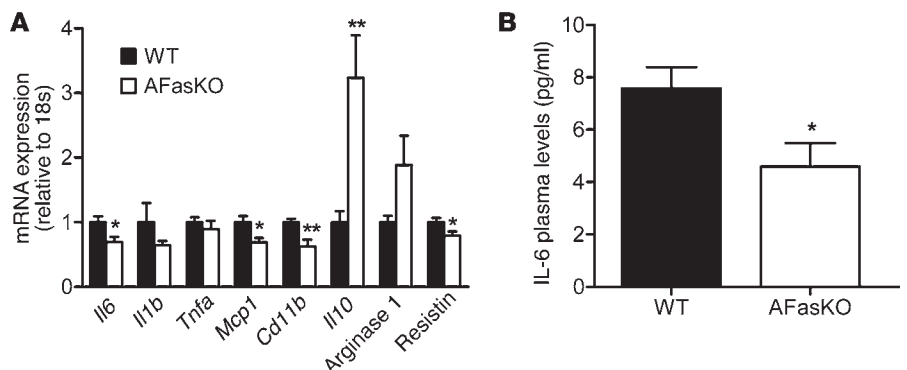 A
mRNA expression
(relative to 18s)
4
3
2
1
0
WT
AFasKO
*
*
**
**
*
Il6
Il1b
Tnfa
Mcp1
Cd11b
Il10
Arginase 1
Resistin
B
IL-6 plasma levels (pg/ml)
10
8
6
4
2
0
*
WT
AFasKO